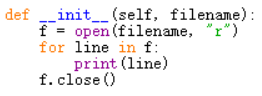 def __init__(self, filename):
    f = open(filename, "r")
    for line in f:
        print(line)
    f.close()